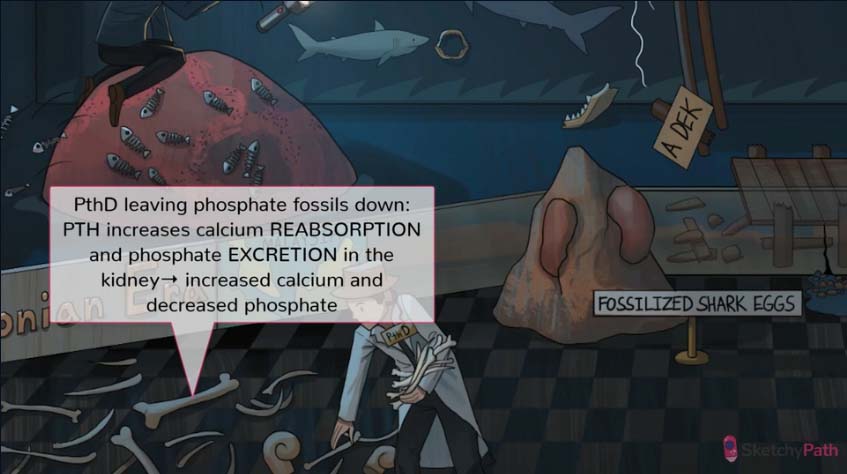 A DEK
PthD leaving phosphate fossils down:
PTH increases calcium REABSORPTION
and phosphate EXCRETION in the
kidney→ increased calcium and
decreased phosphate
onian Era
PthD
FOSSILIZED SHARK EGGS
SketchyPath